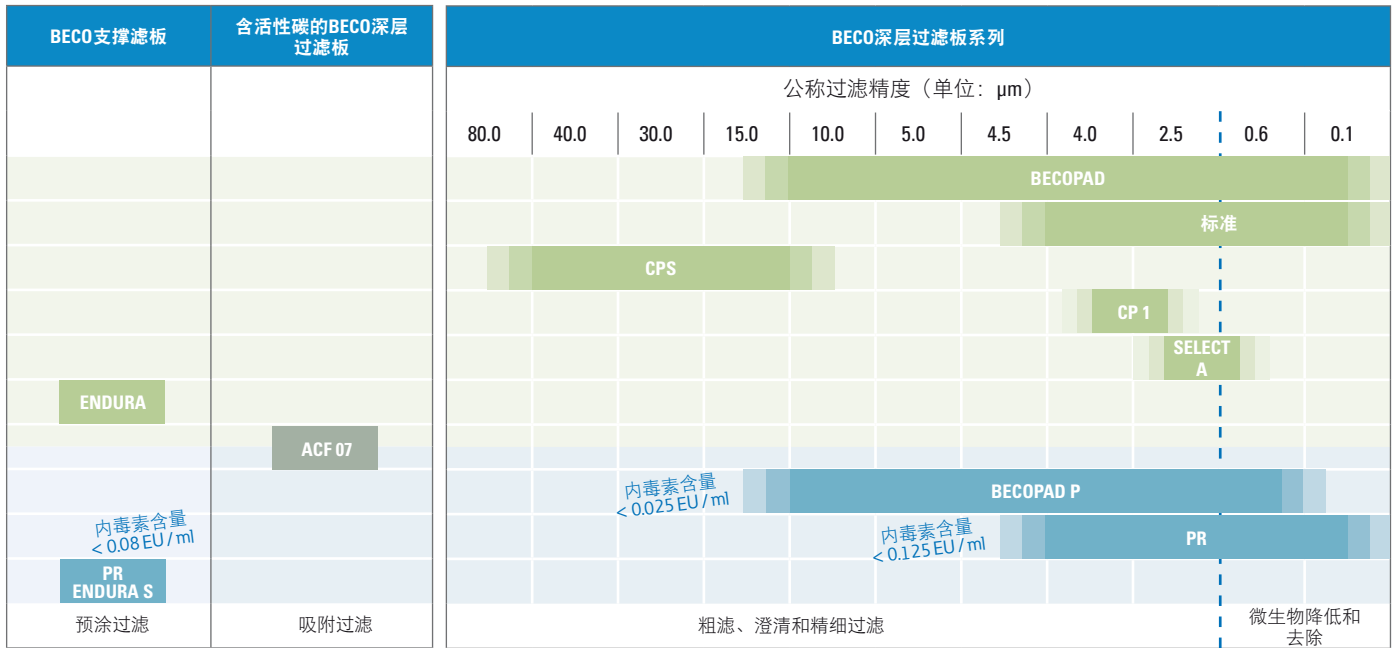 BECO支撑滤板
含活性碳的BECO深层
过滤板
BECO深层过滤板系列
公称过滤精度（单位：μm）
80.0 40.0 30.0 15.0 10.0 5.0 4.5 4.0 2.5 0.6 0.1
BECOPAD
标准
CPS
CP 1
SELECT
A
ENDURA
ACF 07
内毒素含量
< 0.025 EU / ml
BECOPAD P
内毒素含量
< 0.08 EU / ml
内毒素含量
< 0.125 EU / ml
PR
PR
ENDURA S
预涂过滤
吸附过滤
粗滤、澄清和精细过滤
微生物降低和
去除